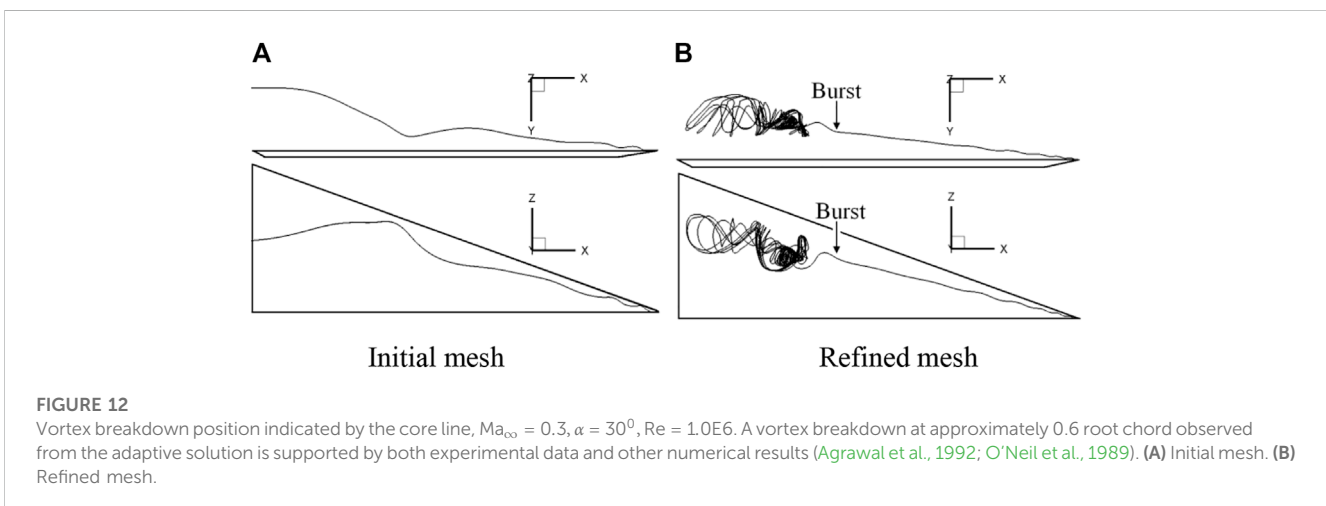 A
B
Z
X
Y
Burst
Z
X
Y
Z
X
Burst
Z
X
Initial mesh
Refined mesh
FIGURE 12
Vortex breakdown position indicated by the core line, Ma∞ = 0.3, α = 30⁰, Re = 1.0E6. A vortex breakdown at approximately 0.6 root chord observed
from the adaptive solution is supported by both experimental data and other numerical results (Agrawal et al., 1992; O’Neil et al., 1989). (A) Initial mesh. (B)
Refined mesh.